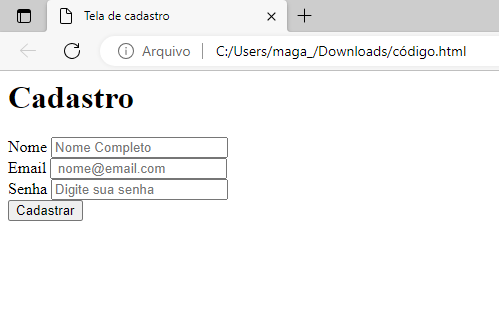 Tela de cadastro
Arquivo C:/Users/maga_/Downloads/código.html
Cadastro
Nome Nome Completo
Email nome@email.com
Senha Digite sua senha
Cadastrar